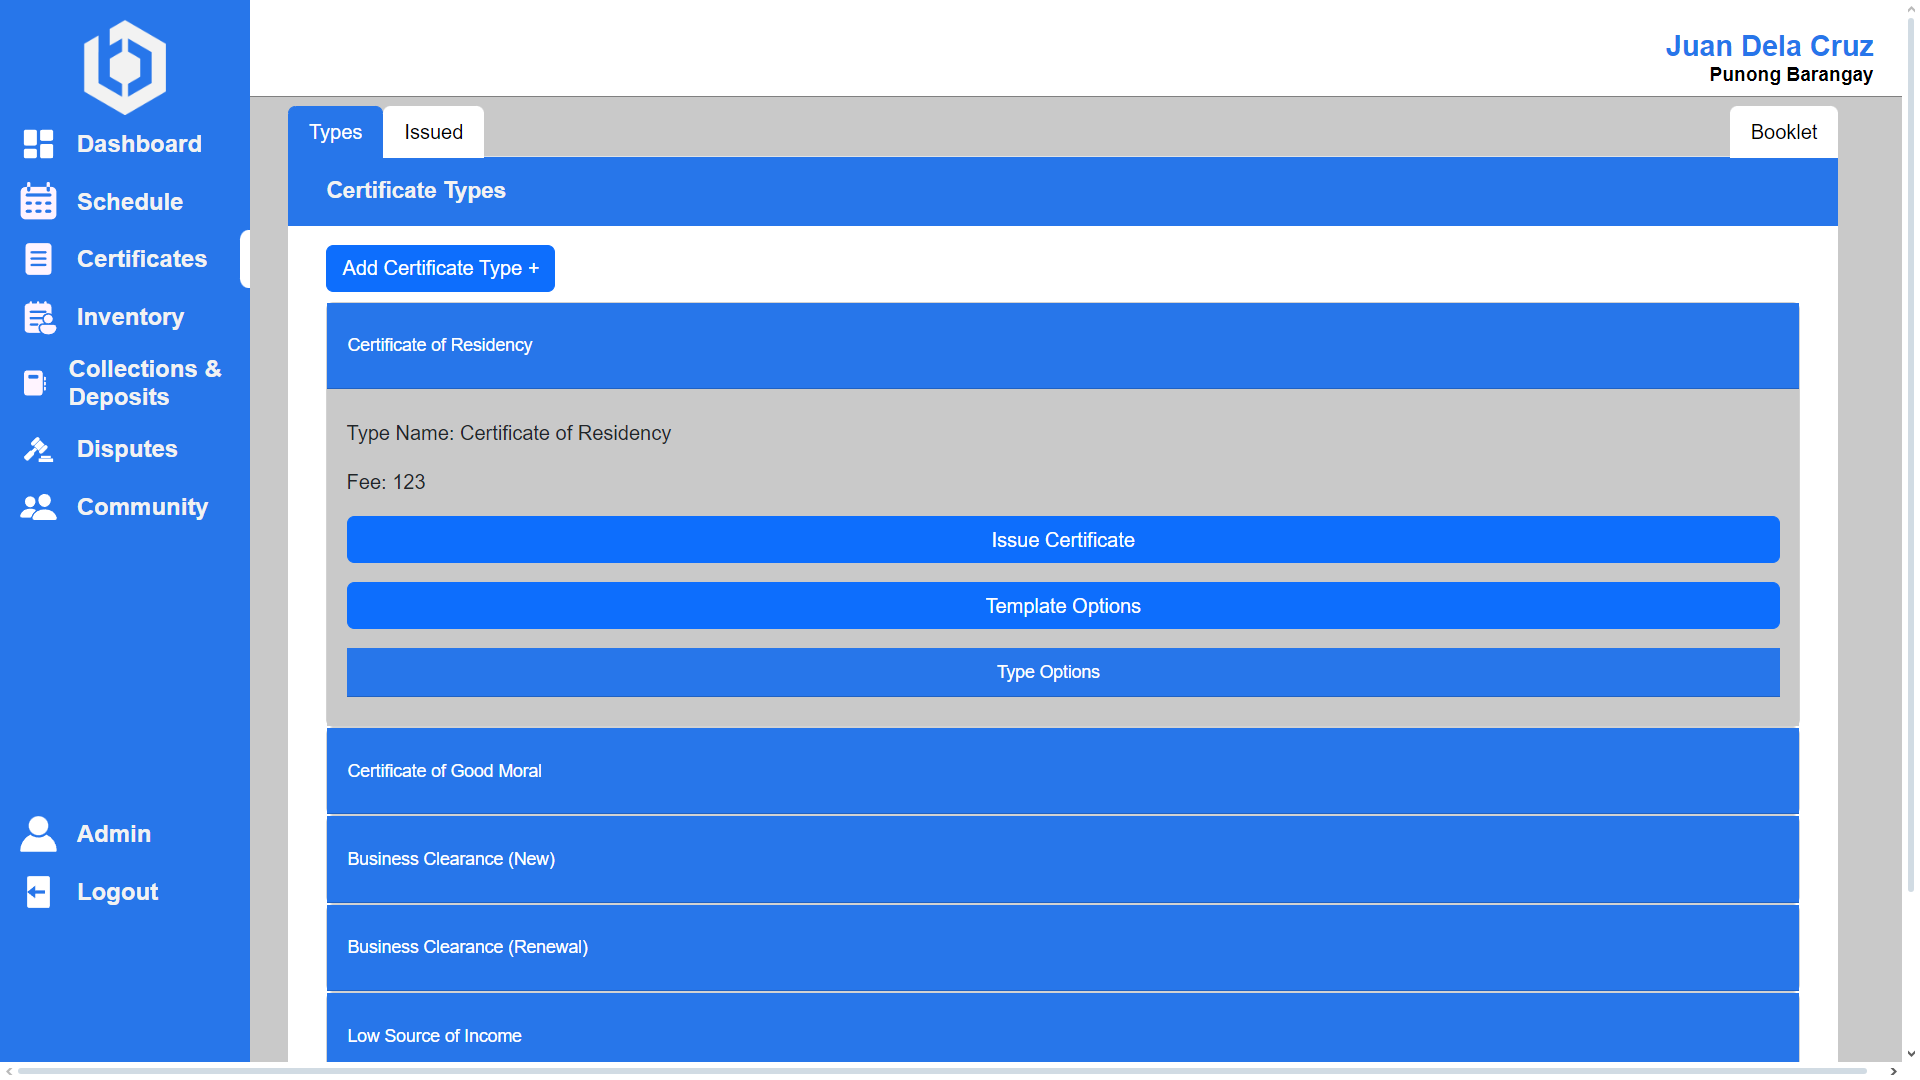 Juan Dela Cruz
Punong Barangay
Dashboard
Schedule
Certificates
Inventory
Collections &
Deposits
Disputes
Community
Admin
Logout
Types
Issued
Booklet
Certificate Types
Add Certificate Type +
Certificate of Residency
Type Name: Certificate of Residency
Fee: 123
Issue Certificate
Template Options
Type Options
Certificate of Good Moral
Business Clearance (New)
Business Clearance (Renewal)
Low Source of Income